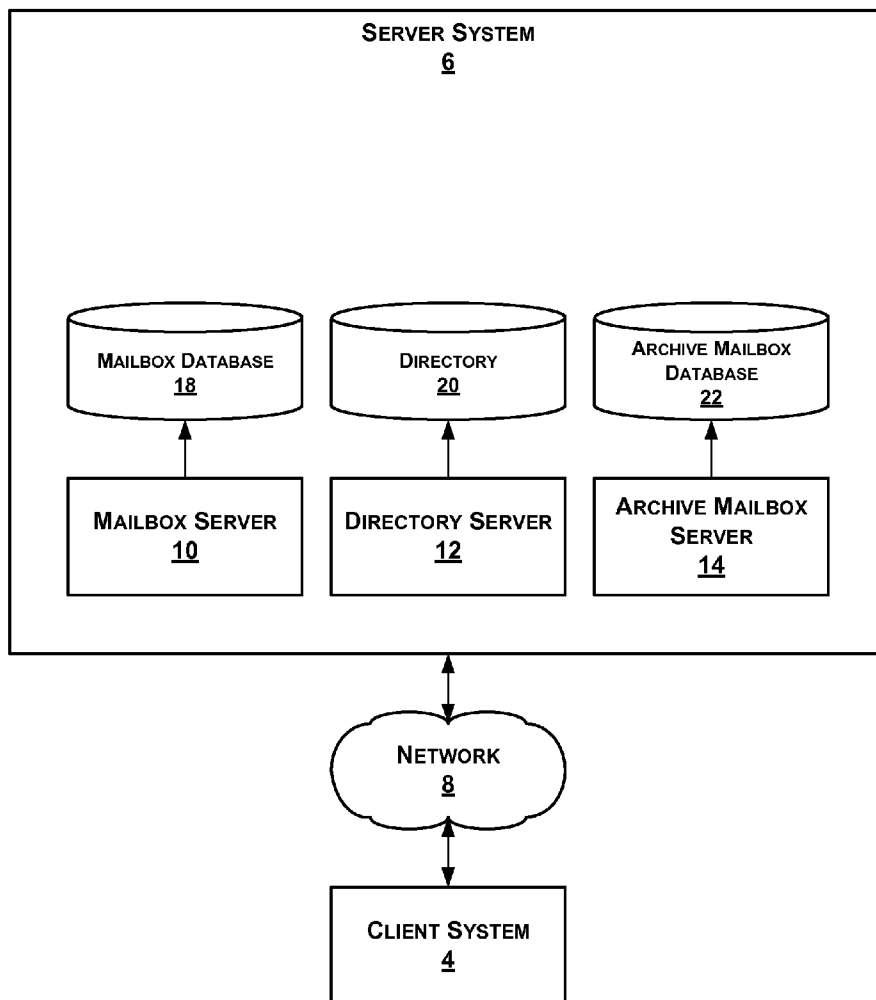 SERVER SYSTEM
6
MAILBOX DATABASE
18
DIRECTORY
20
ARCHIVE MAILBOX
DATABASE
22
MAILBOX SERVER
10
DIRECTORY SERVER
12
ARCHIVE MAILBOX
SERVER
14
NETWORK
8
CLIENT SYSTEM
4